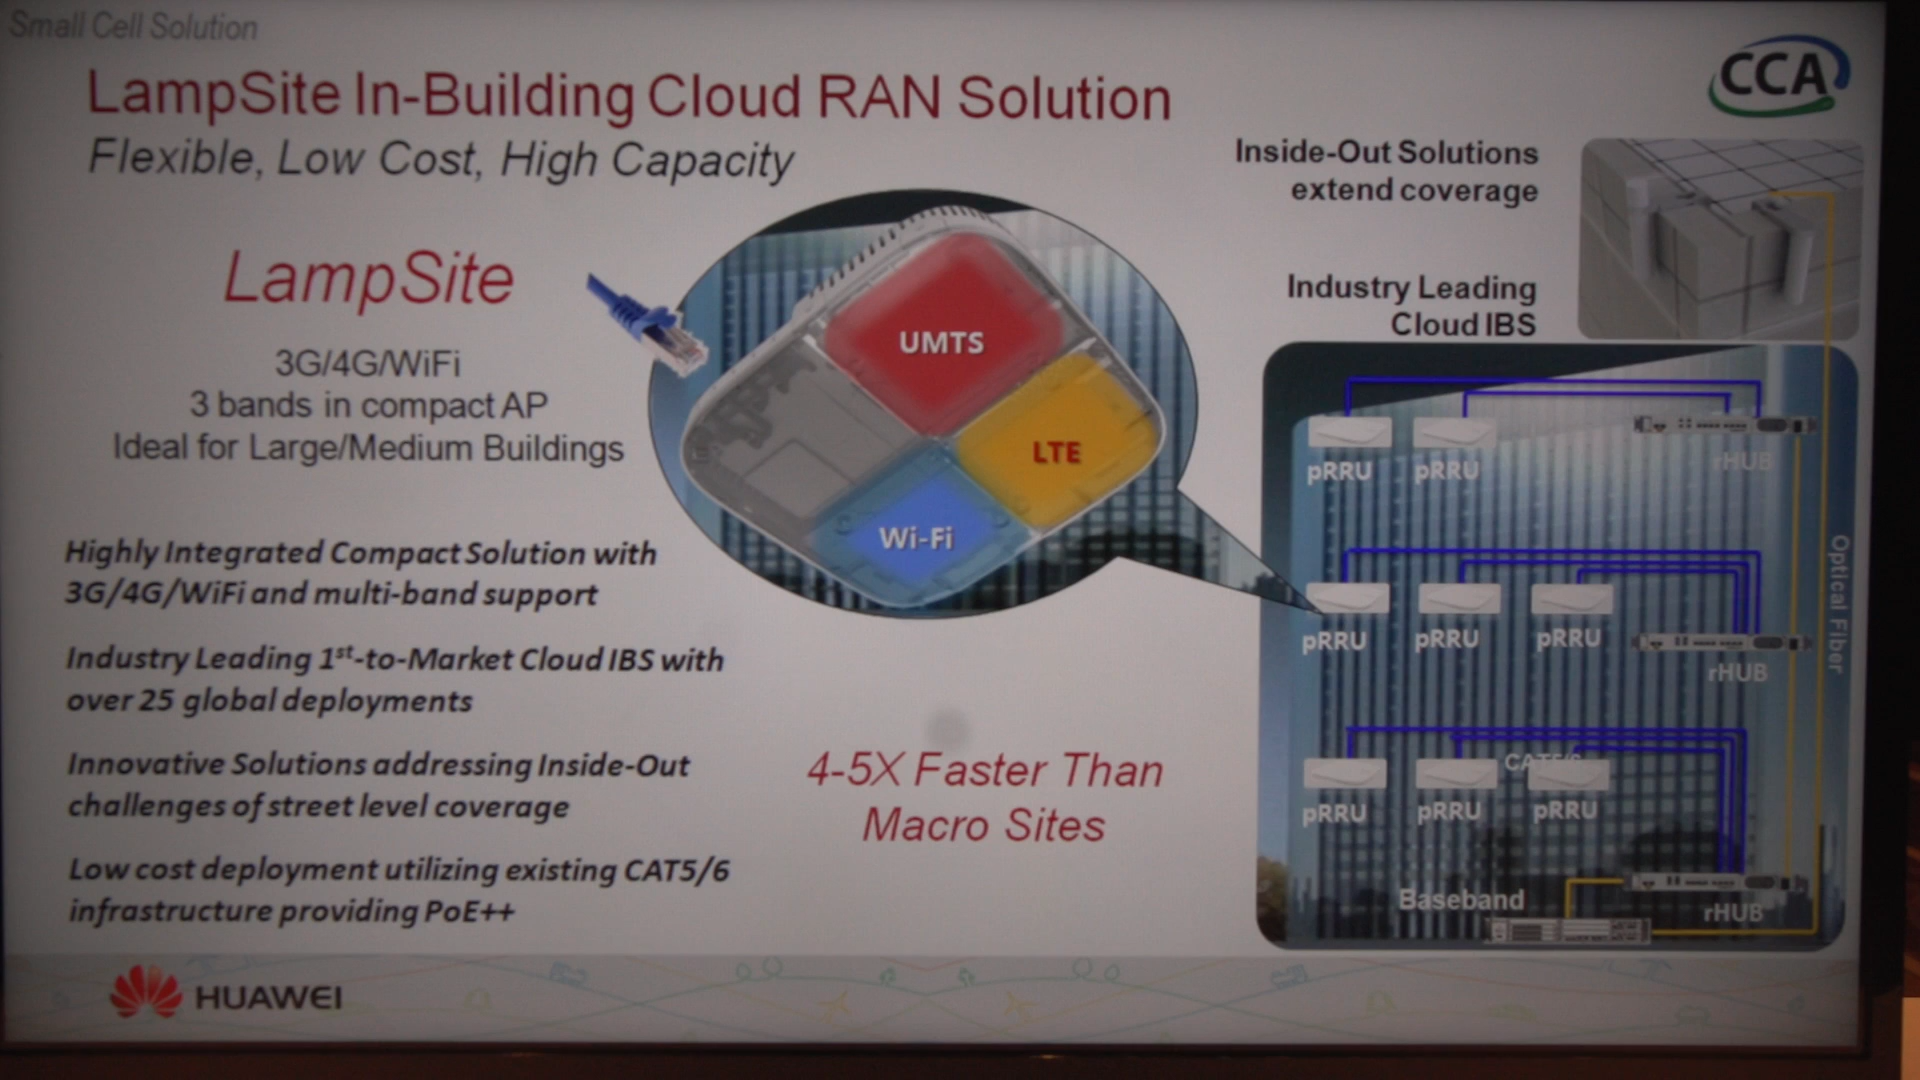 Small Cell Solution
LampSite In-Building Cloud RAN Solution
Flexible, Low Cost, High Capacity
CCA
Inside-Out Solutions
extend coverage
Industry Leading
Cloud IBS
LampSite
3G/4G/WiFi
3 bands in compact AP
Ideal for Large/Medium Buildings
UMTS
LTE
Wi-Fi
Highly Integrated Compact Solution with
3G/4G/WiFi and multi-band support
Industry Leading 1st-to-Market Cloud IBS with
over 25 global deployments
Innovative Solutions addressing Inside-Out
challenges of street level coverage
Low cost deployment utilizing existing CAT5/6
infrastructure providing PoE++
4-5X Faster Than
Macro Sites
pRRU pRRU rHUB
pRRU pRRU pRRU
rHUB
Optical Fiber
CAT5/6
pRRU pRRU pRRU
Baseband
rHUB
HUAWEI